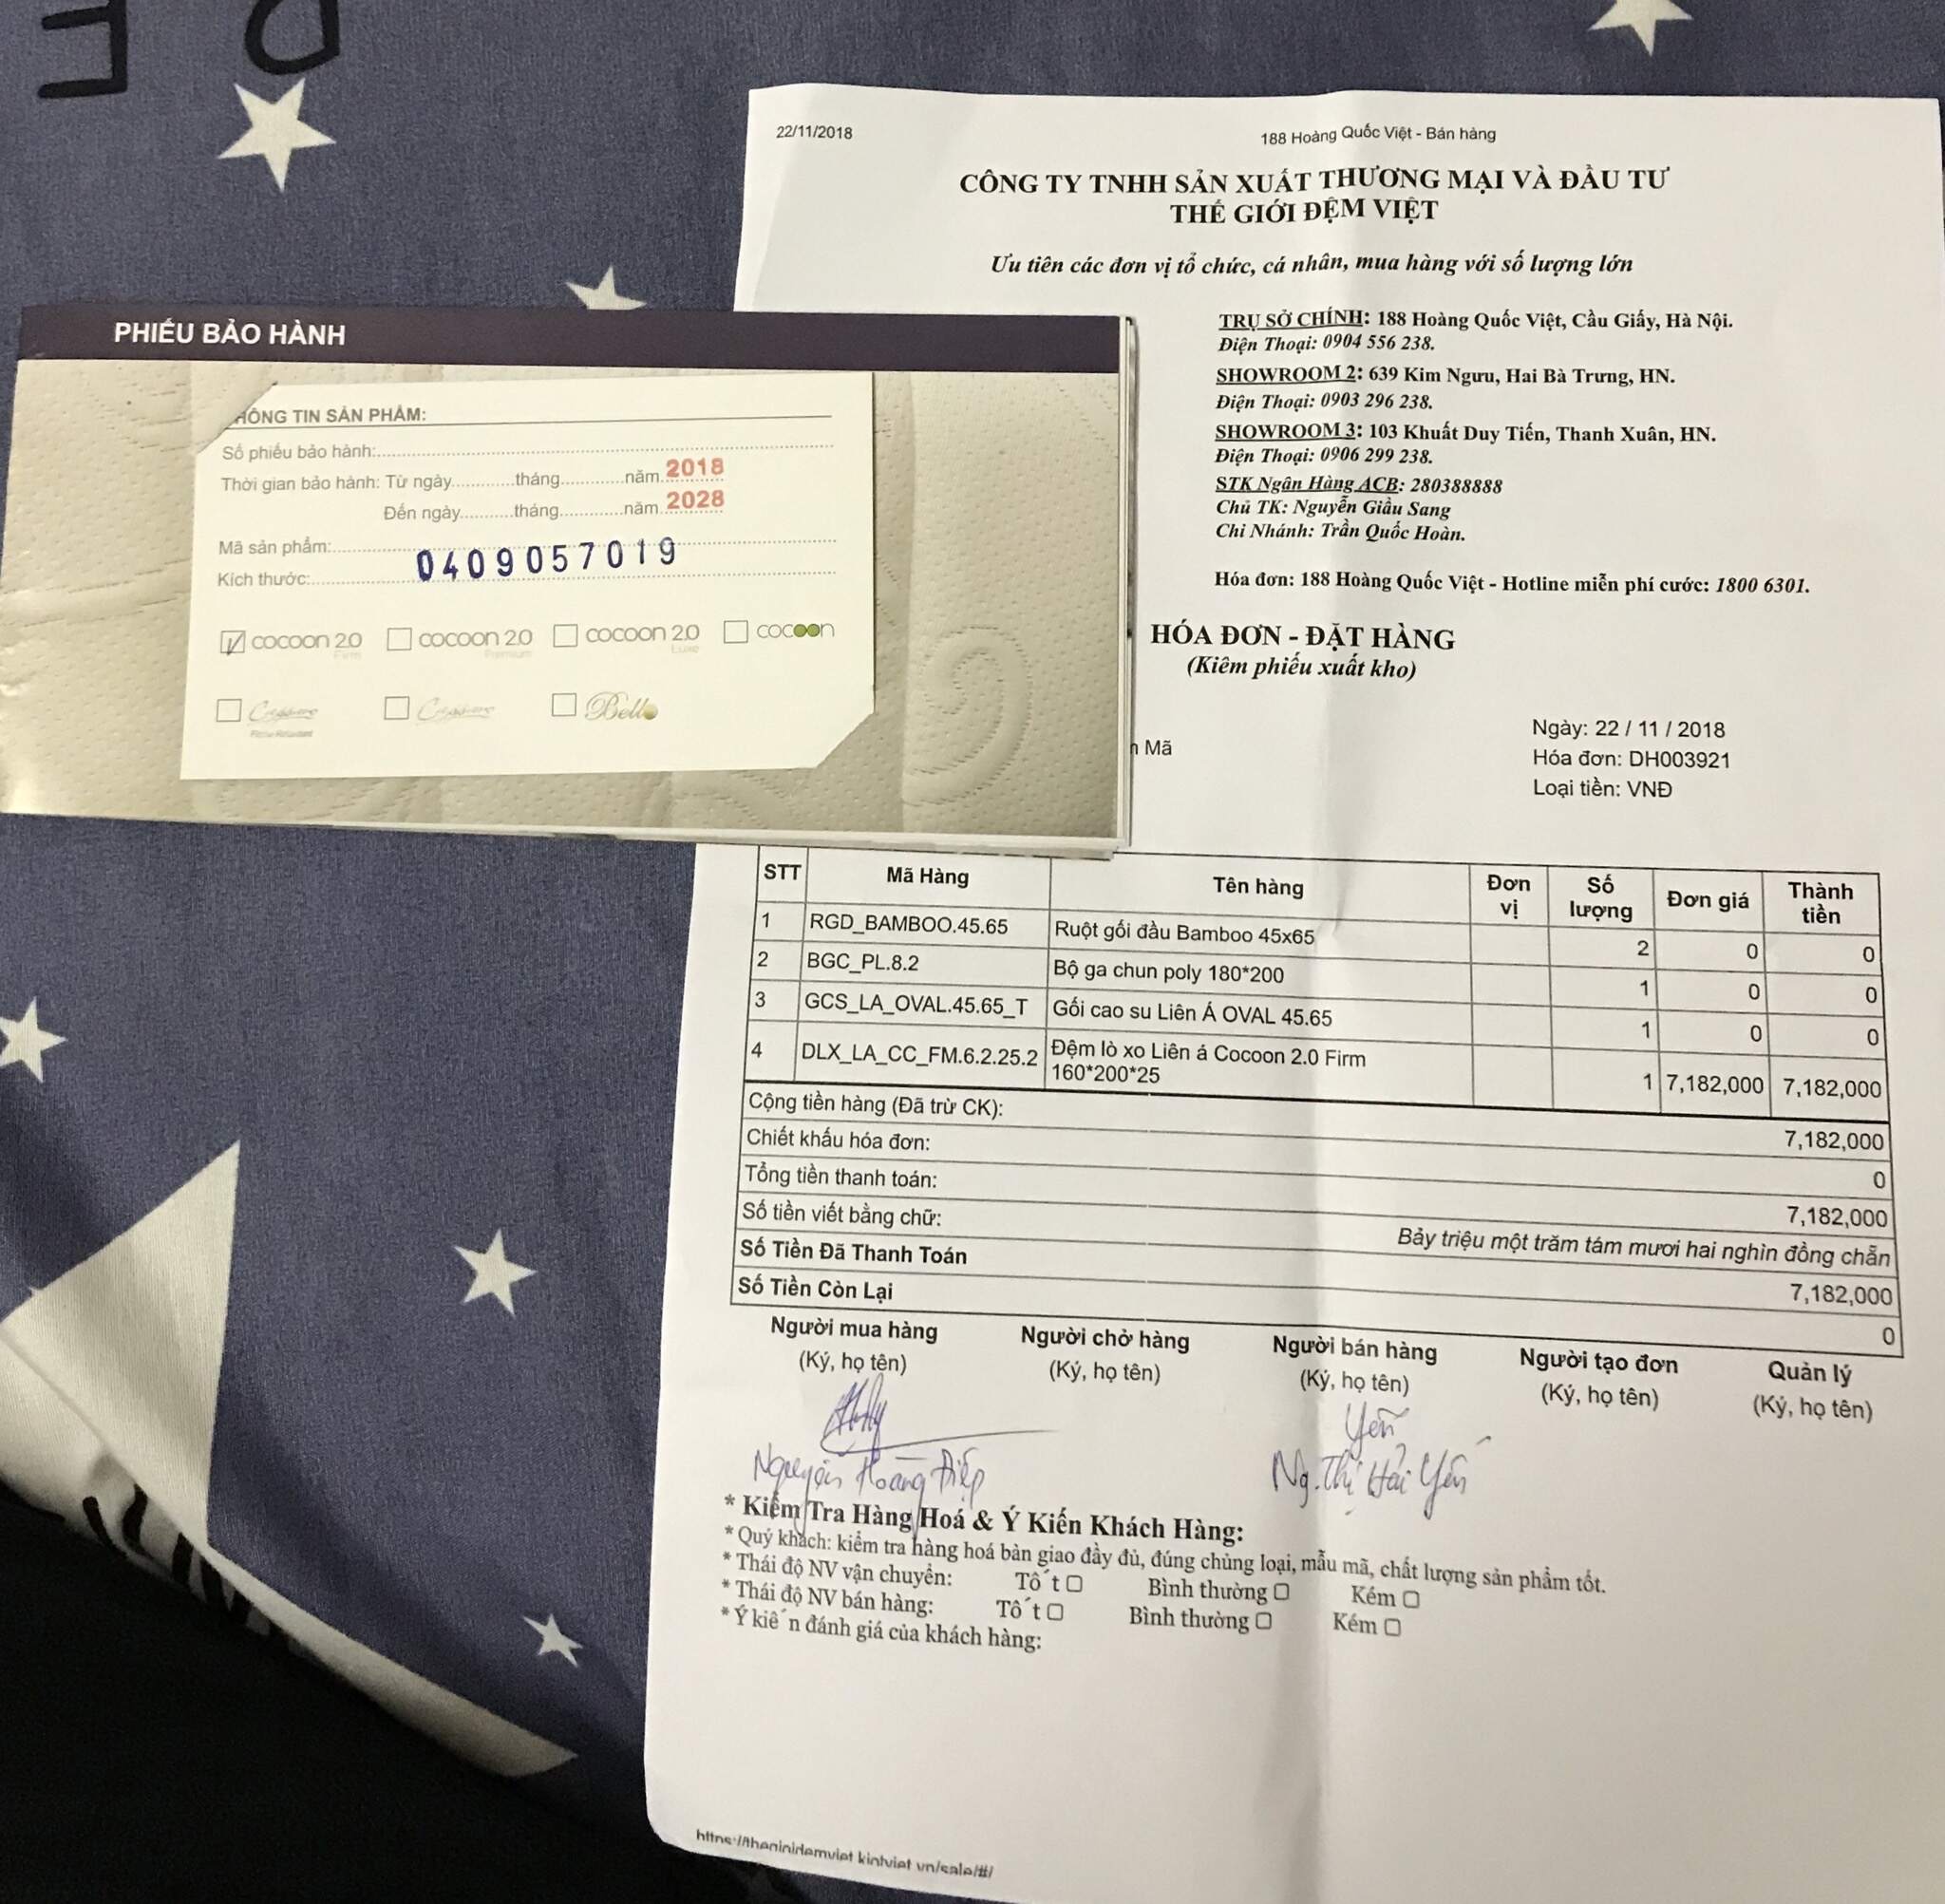 PHIẾU BẢO HÀNH
THÔNG TIN SẢN PHẨM:
Số phiếu bảo hành:
Thời gian bảo hành: Từ ngày............tháng............năm 2018
Đến ngày..........tháng............năm 2028
Mã sản phẩm:
0409057019
Kích thước:
cocoon 2.0 cocoon 2.0 cocoon 2.0 cocoon
Firm Premium Luxe
Bello
22/11/2018
188 Hoàng Quốc Việt - Bán hàng
CÔNG TY TNHH SẢN XUẤT THƯƠNG MẠI VÀ ĐẦU TƯ
THẾ GIỚI ĐỆM VIỆT
Ưu tiên các đơn vị tổ chức, cá nhân, mua hàng với số lượng lớn
TRỤ SỞ CHÍNH: 188 Hoàng Quốc Việt, Cầu Giấy, Hà Nội.
Điện Thoại: 0904 556 238.
SHOWROOM 2: 639 Kim Ngưu, Hai Bà Trưng, HN.
Điện Thoại: 0903 296 238.
SHOWROOM 3: 103 Khuất Duy Tiến, Thanh Xuân, HN.
Điện Thoại: 0906 299 238.
STK Ngân Hàng ACB: 280388888
Chủ TK: Nguyễn Giầu Sang
Chi Nhánh: Trần Quốc Hoàn.
Hóa đơn: 188 Hoàng Quốc Việt - Hotline miễn phí cước: 1800 6301.
HÓA ĐƠN - ĐẶT HÀNG
(Kiêm phiếu xuất kho)
Ngày: 22 / 11 / 2018
Mã
Hóa đơn: DH003921
Loại tiền: VNĐ
STT Mã Hàng Tên hàng Đơn vị Số lượng Đơn giá Thành tiền
1 RGD_BAMBOO.45.65 Ruột gối đầu Bamboo 45x65 2 0 0
2 BGC_PL.8.2 Bộ ga chun poly 180*200 1 0 0
3 GCS_LA_OVAL.45.65_T Gối cao su Liên Á OVAL 45.65 1 0 0
4 DLX_LA_CC_FM.6.2.25.2 Đệm lò xo Liên á Cocoon 2.0 Firm 160*200*25 1 7,182,000 7,182,000
Cộng tiền hàng (Đã trừ CK): 7,182,000
Chiết khấu hóa đơn: 0
Tổng tiền thanh toán: 7,182,000
Số tiền viết bằng chữ: Bảy triệu một trăm tám mươi hai nghìn đồng chẵn
Số Tiền Đã Thanh Toán 7,182,000
Số Tiền Còn Lại 0
Người mua hàng Người chở hàng Người bán hàng Người tạo đơn Quản lý
(Ký, họ tên) (Ký, họ tên) (Ký, họ tên) (Ký, họ tên) (Ký, họ tên)
Yến
Nguyễn Hoàng Điệp Ng. Thị Hải Yến
* Kiểm Tra Hàng Hoá & Ý Kiến Khách Hàng:
* Quý khách: kiểm tra hàng hoá bàn giao đầy đủ, đúng chủng loại, mẫu mã, chất lượng sản phẩm tốt.
* Thái độ NV vận chuyển: Tô´t Bình thường Kém
* Thái độ NV bán hàng: Tô´t Bình thường Kém
* Ý kiê´n đánh giá của khách hàng:
https://thegioidemviet.kiotviet.vn/sale/#/